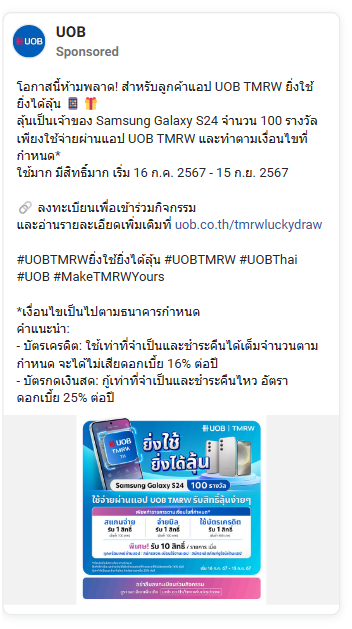 UOB
UOB
Sponsored
โอกาสนี้ห้ามพลาด! สำหรับลูกค้าแอป UOB TMRW ยิ่งใช้
ยิ่งได้ลุ้น
ลุ้นเป็นเจ้าของ Samsung Galaxy S24 จำนวน 100 รางวัล
เพียงใช้จ่ายผ่านแอป UOB TMRW และทำตามเงื่อนไขที่
กำหนด*
ใช้มาก มีสิทธิ์มาก เริ่ม 16 ก.ค. 2567 - 15 ก.ย. 2567
ลงทะเบียนเพื่อเข้าร่วมกิจกรรม
และอ่านรายละเอียดเพิ่มเติมที่ uob.co.th/tmrwluckydraw
#UOBTMRWยิ่งใช้ยิ่งได้ลุ้น #UOBTMRW #UOBThai
#UOB #MakeTMRWYours
*เงื่อนไขเป็นไปตามธนาคารกำหนด
คำแนะนำ:
- บัตรเครดิต: ใช้เท่าที่จำเป็นและชำระคืนได้เต็มจำนวนตาม
กำหนด จะได้ไม่เสียดอกเบี้ย 16% ต่อปี
- บัตรกดเงินสด: กู้เท่าที่จำเป็นและชำระคืนไหว อัตรา
ดอกเบี้ย 25% ต่อปี
UOB | TMRW
UOB
TMRW
TH
ยิ่งใช้
ยิ่งได้ลุ้น
Samsung Galaxy S24 100 รางวัล
ใช้จ่ายผ่านแอป UOB TMRW รับสิทธิ์ลุ้นง่ายๆ
สแกนจ่าย จ่ายบิล ใช้บัตรเครดิต
รับ 1 สิทธิ์ รับ 1 สิทธิ์ รับ 1 สิทธิ์
พิเศษ! รับ 10 สิทธิ์
16 ก.ค. 67 - 15 ก.ย. 67